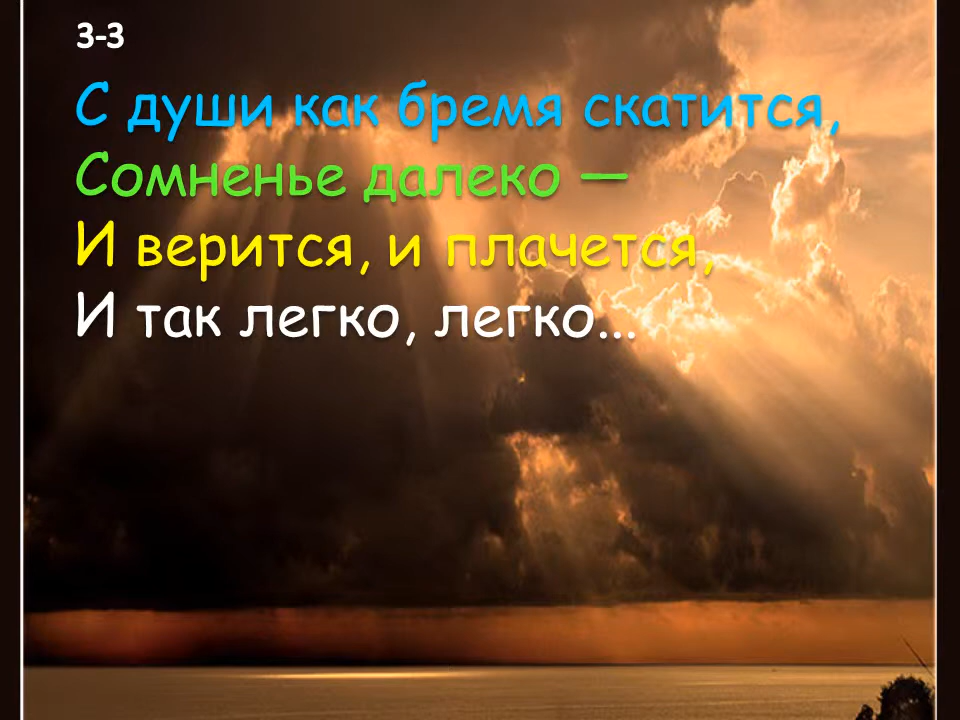 3-3
С души как бремя скатится,
Сомненье далеко —
И верится, и плачется,
И так легко, легко...